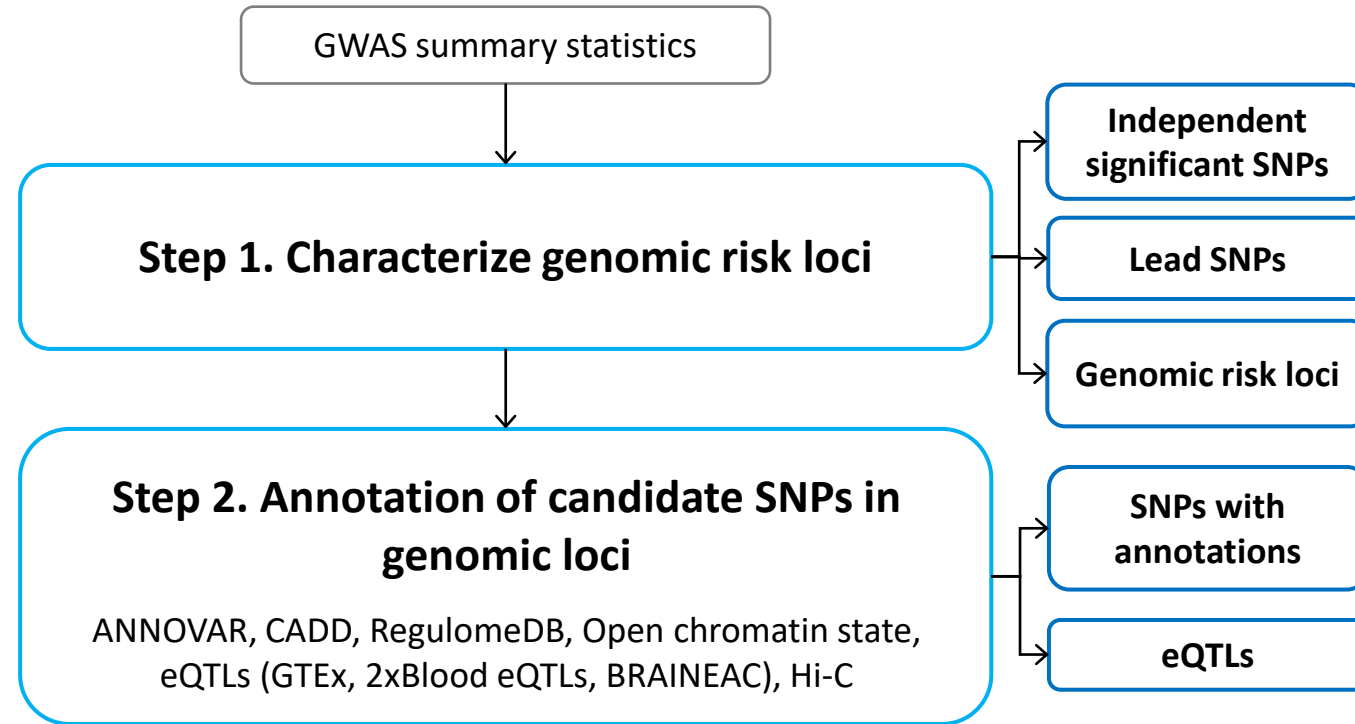 GWAS summary statistics
Step 1. Characterize genomic risk loci
Independent
significant SNPs
Lead SNPs
Genomic risk loci
Step 2. Annotation of candidate SNPs in
genomic loci
ANNOVAR, CADD, RegulomeDB, Open chromatin state,
eQTLs (GTEx, 2xBlood eQTLs, BRAINEAC), Hi-C
SNPs with
annotations
eQTLs